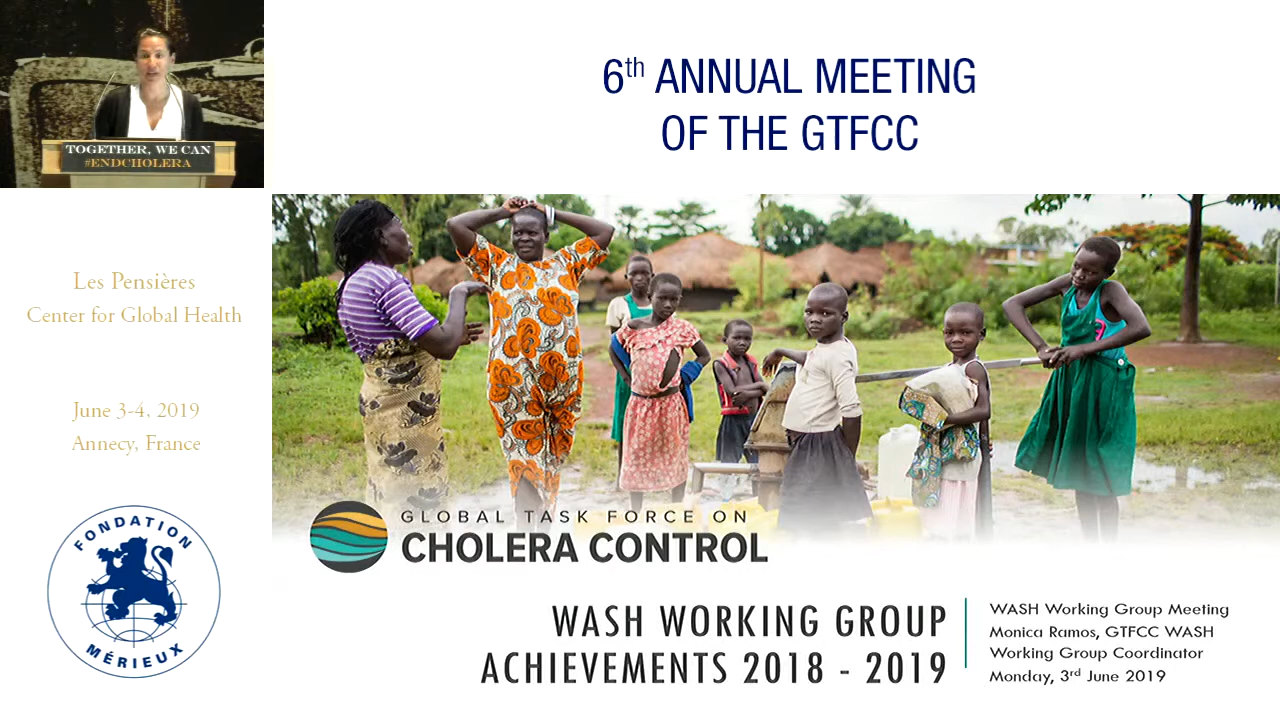 6th ANNUAL MEETING
OF THE GTFCC
TOGETHER, WE CAN
#ENDCHOLERA
Les Pensières
Center for Global Health
June 3-4, 2019
Annecy, France
FONDATION
MÉRIEUX
GLOBAL TASK FORCE ON
CHOLERA CONTROL
WASH WORKING GROUP
ACHIEVEMENTS 2018 - 2019
WASH Working Group Meeting
Monica Ramos, GTFCC WASH
Working Group Coordinator
Monday, 3rd June 2019